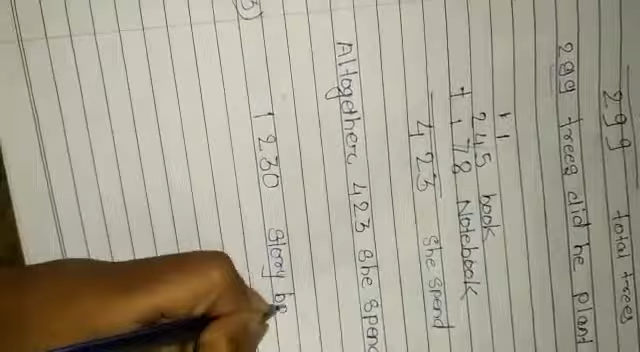 299 total trees
299 trees did he plant
1 1
245 book
+ 178 Notebook
423 She spend
Altogether 423 She spend
3)
1230 Story bo